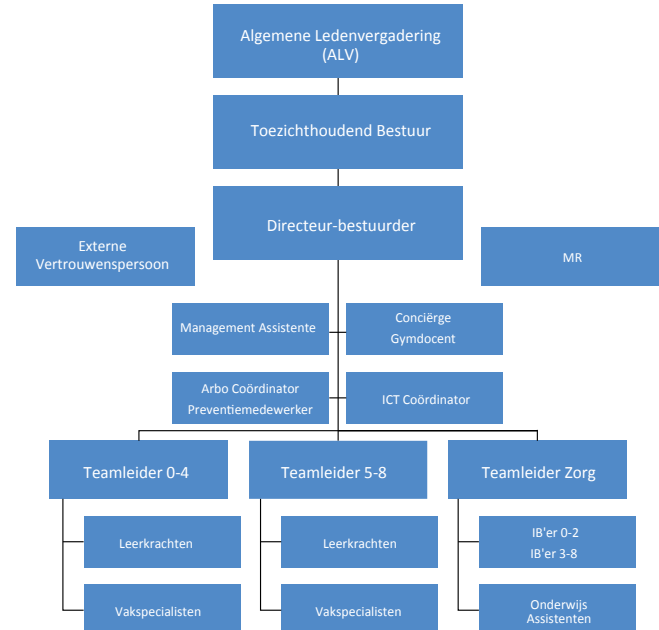 Algemene Ledenvergadering
(ALV)
Toezichthoudend Bestuur
Directeur-bestuurder
Externe
Vertrouwenspersoon
MR
Management Assistente
Conciërge
Gymdocent
Arbo Coördinator
Preventiemedewerker
ICT Coördinator
Teamleider 0-4
Teamleider 5-8
Teamleider Zorg
Leerkrachten
Leerkrachten
IB'er 0-2
IB'er 3-8
Vakspecialisten
Vakspecialisten
Onderwijs
Assistenten